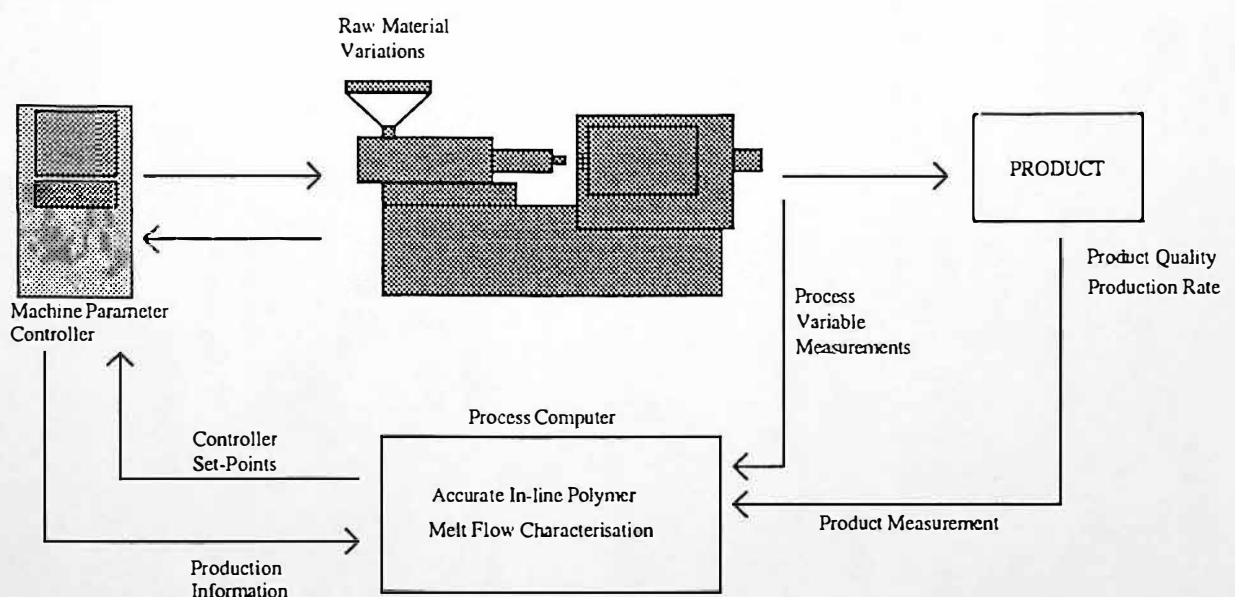 Raw Material
Variations
PRODUCT
Machine Parameter
Controller
Product Quality
Production Rate
Process
Variable
Measurements
Process Computer
Controller
Set-Points
Accurate In-line Polymer
Melt Flow Characterisation
Product Measurement
Production
Information